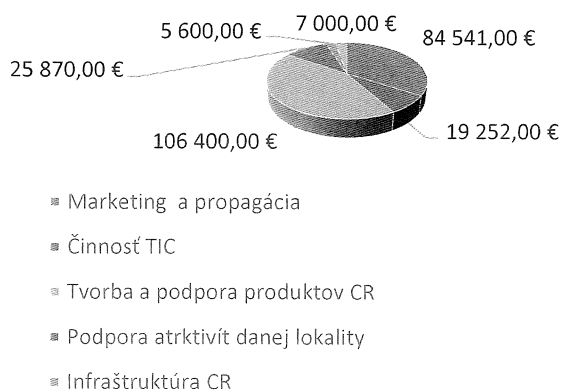 5 600,00 €
7 000,00 €
84 541,00 €
25 870,00 €
19 252,00 €
106 400,00 €
Marketing a propagácia
Činnosť TIC
Tvorba a podpora produktov CR
Podpora atrktivít danej lokality
Infraštruktúra CR